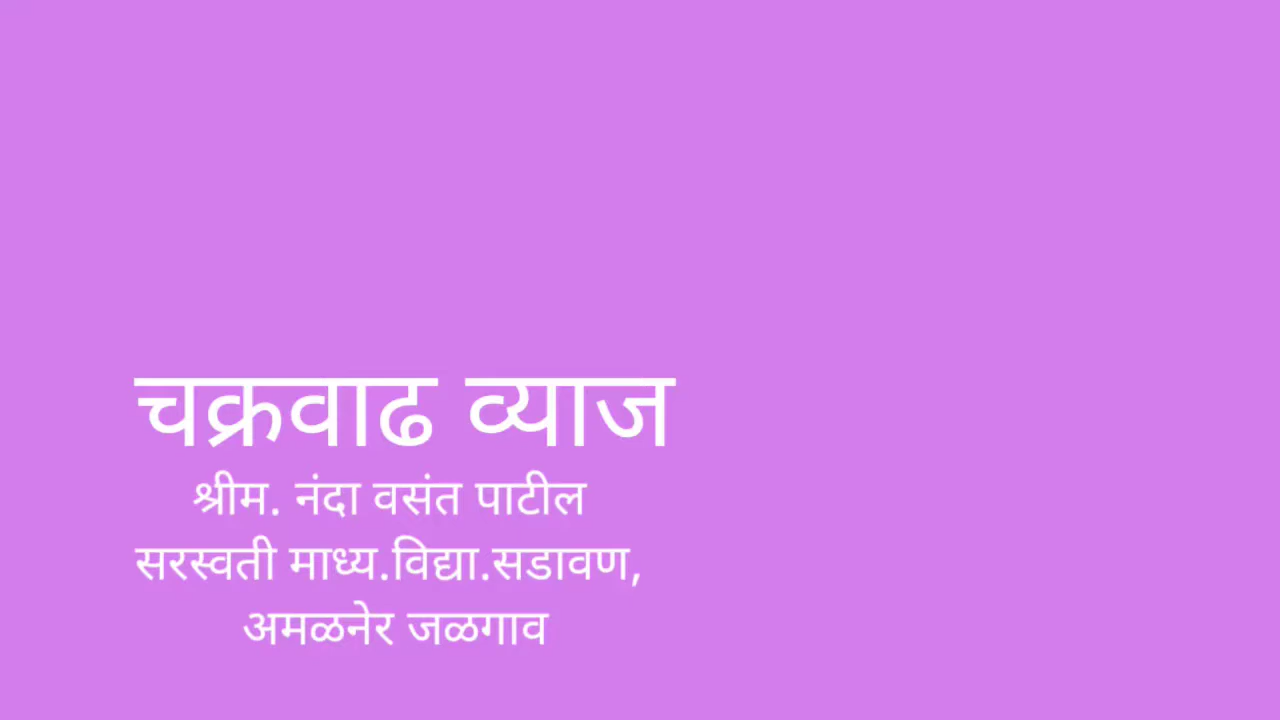 चक्रवाढ व्याज
श्रीम. नंदा वसंत पाटील
सरस्वती माध्य.विद्या.सडावण,
अमळनेर जळगाव